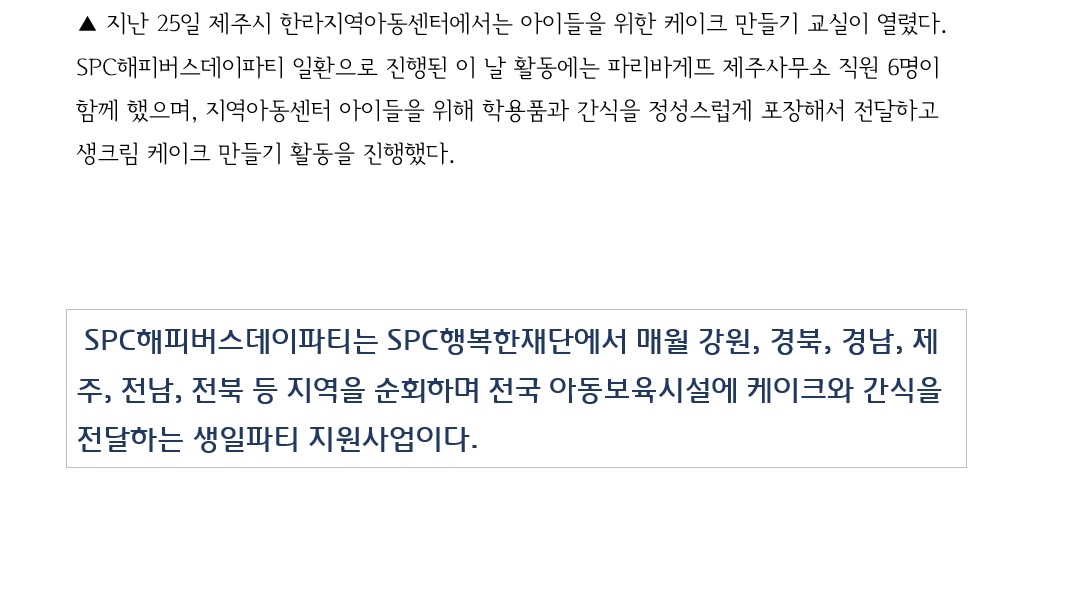 ▲ 지난 25일 제주시 한라지역아동센터에서는 아이들을 위한 케이크 만들기 교실이 열렸다.
SPC해피버스데이파티 일환으로 진행된 이 날 활동에는 파리바게뜨 제주사무소 직원 6명이
함께 했으며, 지역아동센터 아이들을 위해 학용품과 간식을 정성스럽게 포장해서 전달하고
생크림 케이크 만들기 활동을 진행했다.
SPC해피버스데이파티는 SPC행복한재단에서 매월 강원, 경북, 경남, 제
주, 전남, 전북 등 지역을 순회하며 전국 아동보육시설에 케이크와 간식을
전달하는 생일파티 지원사업이다.